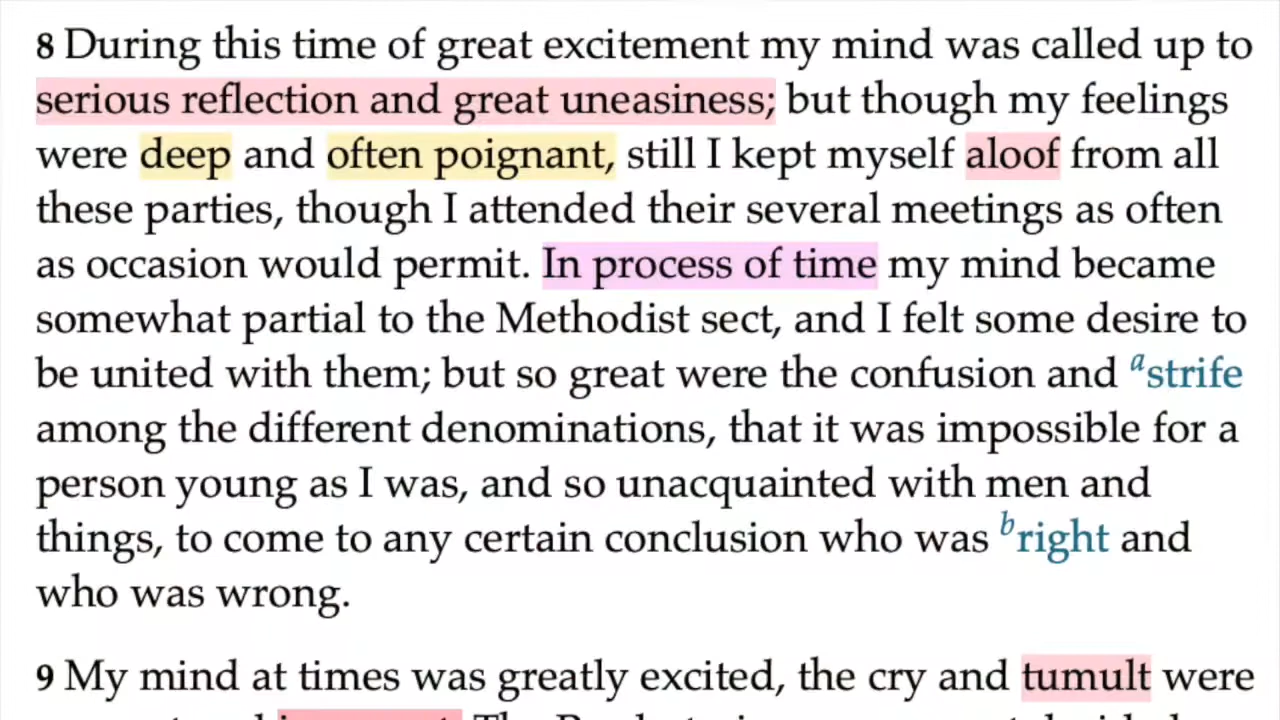 8 During this time of great excitement my mind was called up to
serious reflection and great uneasiness; but though my feelings
were deep and often poignant, still I kept myself aloof from all
these parties, though I attended their several meetings as often
as occasion would permit. In process of time my mind became
somewhat partial to the Methodist sect, and I felt some desire to
be united with them; but so great were the confusion and a strife
among the different denominations, that it was impossible for a
person young as I was, and so unacquainted with men and
things, to come to any certain conclusion who was b right and
who was wrong.
9 My mind at times was greatly excited, the cry and tumult were